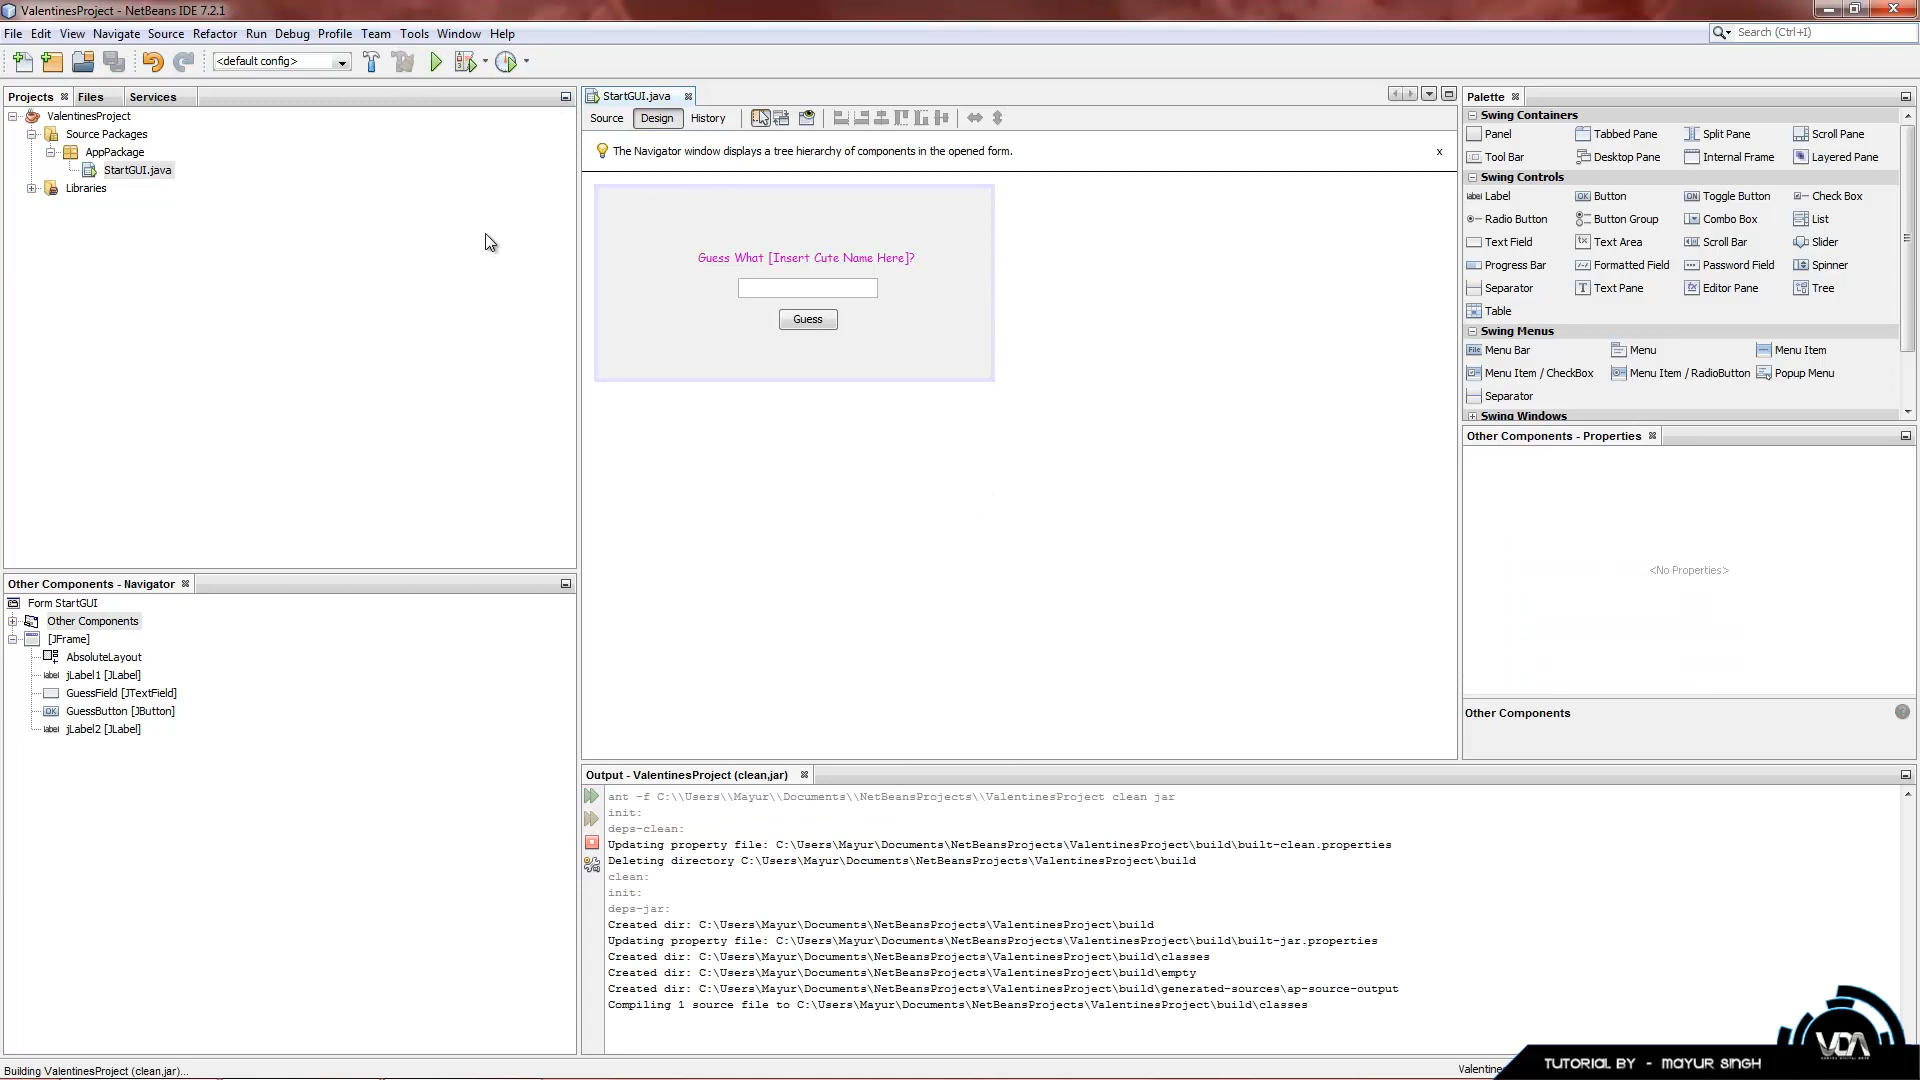 ValentinesProject - NetBeans IDE 7.2.1
File Edit View Navigate Source Refactor Run Debug Profile Team Tools Window Help
Search (Ctrl+I)
<default config>
Projects Files Services
ValentinesProject
Source Packages
AppPackage
StartGUI.java
Libraries
Other Components - Navigator
Form StartGUI
Other Components
[JFrame]
AbsoluteLayout
jLabel1 [JLabel]
GuessField [JTextField]
GuessButton [JButton]
jLabel2 [JLabel]
StartGUI.java
Source Design History
The Navigator window displays a tree hierarchy of components in the opened form. x
Guess What [Insert Cute Name Here]?
Guess
Palette
Swing Containers
Panel Tabbed Pane Split Pane Scroll Pane
Tool Bar Desktop Pane Internal Frame Layered Pane
Swing Controls
label Label OK Button ON Toggle Button Check Box
Radio Button Button Group Combo Box List
Text Field Text Area Scroll Bar Slider
Progress Bar Formatted Field Password Field Spinner
Separator Text Pane Editor Pane Tree
Table
Swing Menus
File Menu Bar Menu Menu Item
Menu Item / CheckBox Menu Item / RadioButton Popup Menu
Separator
Swing Windows
Other Components - Properties
<No Properties>
Other Components
Output - ValentinesProject (clean,jar)
ant -f C:\\Users\\Mayur\\Documents\\NetBeansProjects\\ValentinesProject clean jar
init:
deps-clean:
Updating property file: C:\Users\Mayur\Documents\NetBeansProjects\ValentinesProject\build\built-clean.properties
Deleting directory C:\Users\Mayur\Documents\NetBeansProjects\ValentinesProject\build
clean:
init:
deps-jar:
Created dir: C:\Users\Mayur\Documents\NetBeansProjects\ValentinesProject\build
Updating property file: C:\Users\Mayur\Documents\NetBeansProjects\ValentinesProject\build\built-jar.properties
Created dir: C:\Users\Mayur\Documents\NetBeansProjects\ValentinesProject\build\classes
Created dir: C:\Users\Mayur\Documents\NetBeansProjects\ValentinesProject\build\empty
Created dir: C:\Users\Mayur\Documents\NetBeansProjects\ValentinesProject\build\generated-sources\ap-source-output
Compiling 1 source file to C:\Users\Mayur\Documents\NetBeansProjects\ValentinesProject\build\classes
Building ValentinesProject (clean,jar)...
Valentine
VDA
TUTORIAL BY - MAYUR SINGH